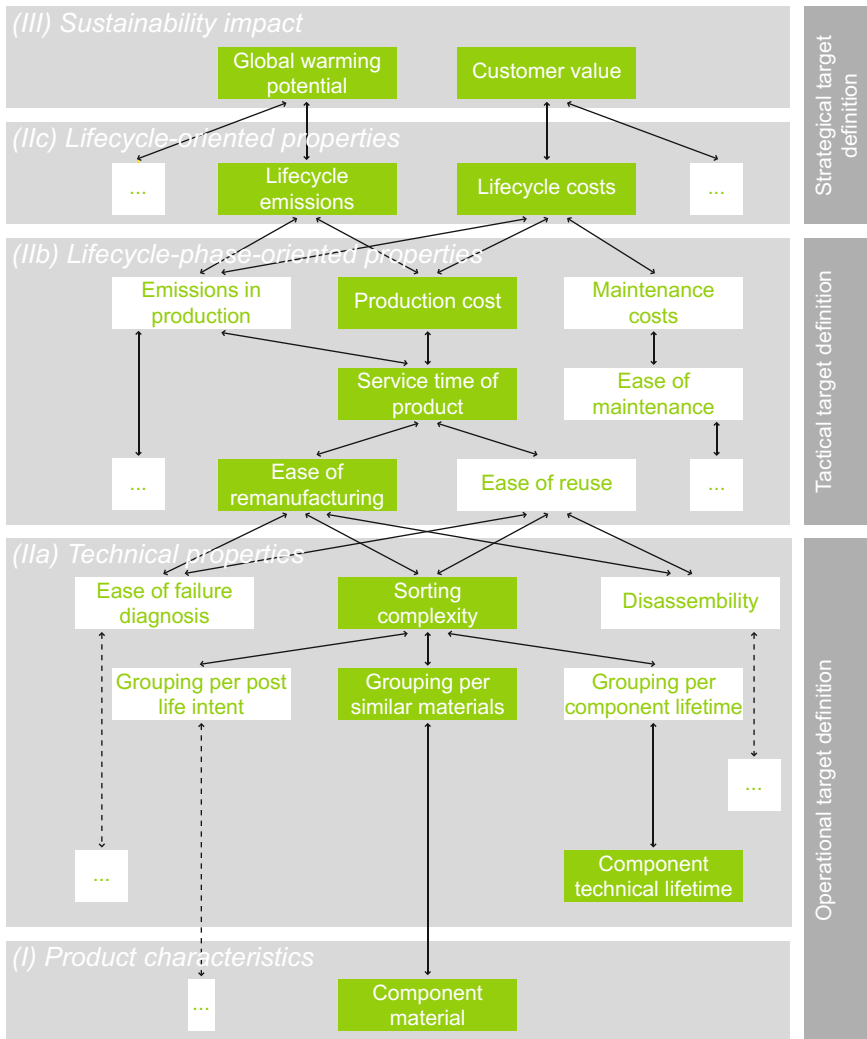 (III) Sustainability impact
Global warming
potential
Customer value
(IIc) Lifecycle-oriented properties
...
Lifecycle
emissions
Lifecycle costs
...
Strategical target
definition
(IIb) Lifecycle-phase-oriented properties
Emissions in
production
Production cost
Maintenance
costs
Service time of
product
Ease of
maintenance
...
Ease of
remanufacturing
Ease of reuse
...
Tactical target definition
(IIa) Technical properties
Ease of failure
diagnosis
Sorting
complexity
Disassembility
Grouping per post
life intent
Grouping per
similar materials
Grouping per
component lifetime
...
...
Component
technical lifetime
Operational target definition
(I) Product characteristics
...
Component
material